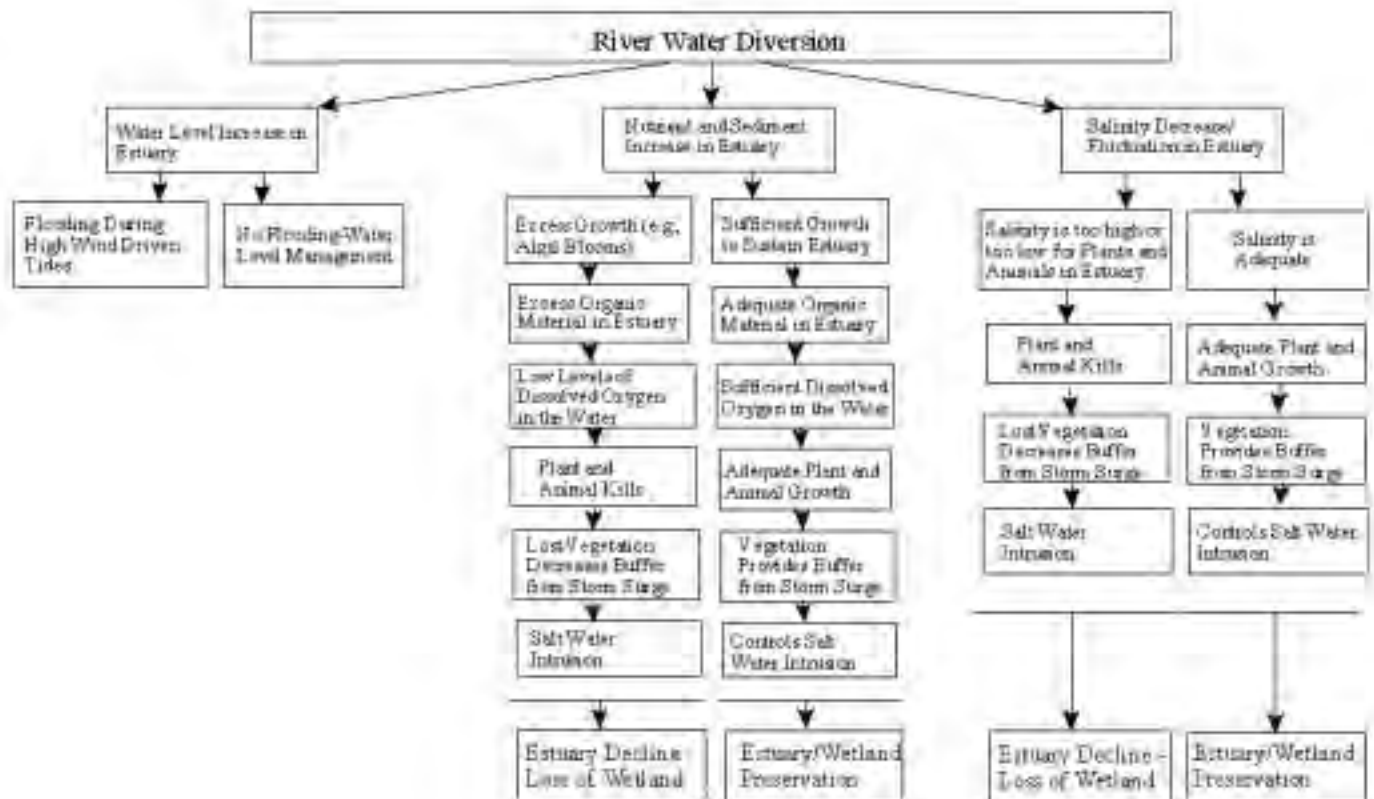 River Water Diversion
Water Level Increase in
Estuary
Nutrient and Sediment
Increase in Estuary
Salinity Decrease/
Fluctuation in Estuary
Flooding During
High Wind Driven
Tides
No Flooding-Water
Level Management
Excess Growth (e.g.,
Algal Blooms)
Sufficient Growth
to Sustain Estuary
Salinity is too high or
too low for Plants and
Animals in Estuary
Salinity is
Adequate
Excess Organic
Material in Estuary
Adequate Organic
Material in Estuary
Plant and
Animal Kills
Adequate Plant and
Animal Growth
Low Levels of
Dissolved Oxygen
in the Water
Sufficient Dissolved
Oxygen in the Water
Lost Vegetation
Decreases Buffer
from Storm Surge
Vegetation
Provides Buffer
from Storm Surge
Plant and
Animal Kills
Adequate Plant and
Animal Growth
Salt Water
Intrusion
Controls Salt Water
Intrusion
Lost Vegetation
Decreases Buffer
from Storm Surge
Vegetation
Provides Buffer
from Storm Surge
Salt Water
Intrusion
Controls Salt
Water Intrusion
Estuary Decline -
Loss of Wetland
Estuary/Wetland
Preservation
Estuary Decline -
Loss of Wetland
Estuary/Wetland
Preservation